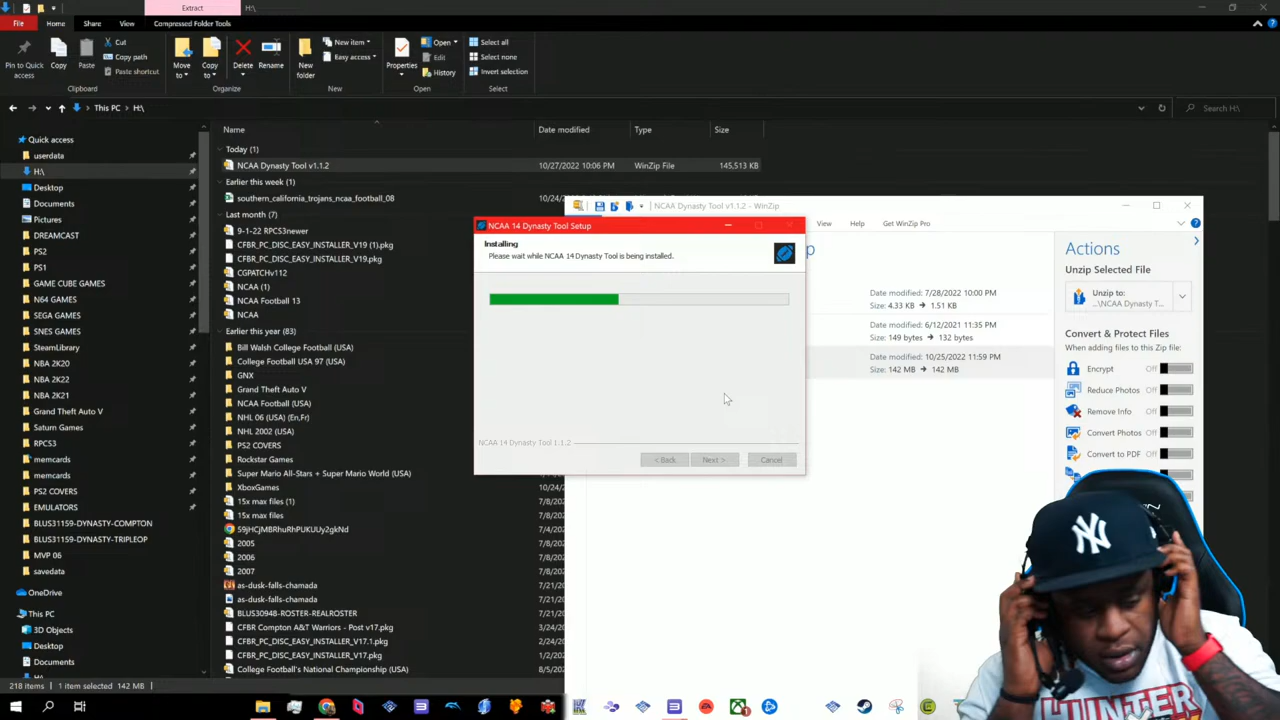 Extract
H:\
File
Home
Share
View
Compressed Folder Tools
Pin to Quick access
Copy
Paste
Cut
Copy path
Paste shortcut
Clipboard
Move to
Copy to
Delete
Rename
Organize
New folder
New item
Easy access
New
Properties
Open
Edit
History
Open
Select all
Select none
Invert selection
Select
This PC > H:\
Search H:\
Quick access
userdata
H:\
Desktop
Documents
Pictures
DREAMCAST
PS2
PS1
GAME CUBE GAMES
N64 GAMES
SEGA GAMES
SNES GAMES
SteamLibrary
NBA 2K20
NBA 2K22
NBA 2K21
Grand Theft Auto V
Saturn Games
RPCS3
memcards
memcards
PS2 COVERS
EMULATORS
BLUS31159-DYNASTY-COMPTON
BLUS31159-DYNASTY-TRIPLEOP
MVP 06
savedata
OneDrive
This PC
3D Objects
Desktop
Documents
Name Date modified Type Size
Today (1)
NCAA Dynasty Tool v1.1.2 10/27/2022 10:06 PM WinZip File 145,513 KB
Earlier this week (1)
southern_california_trojans_ncaa_football_08 10/24/
Last month (7)
9-1-22 RPCS3newer
CFBR_PC_DISC_EASY_INSTALLER_V19 (1).pkg
CFBR_PC_DISC_EASY_INSTALLER_V19.pkg
CGPATCHv112
NCAA (1)
NCAA Football 13
NCAA
Earlier this year (83)
Bill Walsh College Football (USA)
College Football USA 97 (USA)
GNX
Grand Theft Auto V
NCAA Football (USA)
NHL 06 (USA) (En,Fr)
NHL 2002 (USA)
PS2 COVERS
Rockstar Games
Super Mario All-Stars + Super Mario World (USA)
XboxGames 10/24/
15x max files (1) 7/8/20
15x max files 7/8/20
59jHCjMBRhuRhPUKUUy2gkNd 7/4/20
2005 7/8/20
2006 7/8/20
2007 7/8/20
as-dusk-falls-chamada 7/21/20
as-dusk-falls-chamada 7/21/20
BLUS30948-ROSTER-REALROSTER 7/21/20
CFBR Compton A&T Warriors - Post v17.pkg 3/24/20
CFBR_PC_DISC_EASY_INSTALLER_V17.1.pkg 2/24/20
CFBR_PC_DISC_EASY_INSTALLER_V17.pkg 1/2/20
College Football's National Championship (USA) 8/5/20
218 items 1 item selected 142 MB
NCAA 14 Dynasty Tool Setup
Installing
Please wait while NCAA 14 Dynasty Tool is being installed.
NCAA 14 Dynasty Tool 1.1.2
< Back Next > Cancel
NCAA Dynasty Tool v1.1.2 - WinZip
View Help Get WinZip Pro
p
Date modified: 7/28/2022 10:00 PM
Size: 4.33 KB → 1.51 KB
Date modified: 6/12/2021 11:35 PM
Size: 149 bytes → 132 bytes
Date modified: 10/25/2022 11:59 PM
Size: 142 MB → 142 MB
Actions
Unzip Selected File
Unzip to:
...\NCAA Dynasty T...
Convert & Protect Files
When adding files to this Zip file:
Encrypt Off
Reduce Photos Off
Remove Info Off
Convert Photos Off
Convert to PDF Off
NY
HUNTER